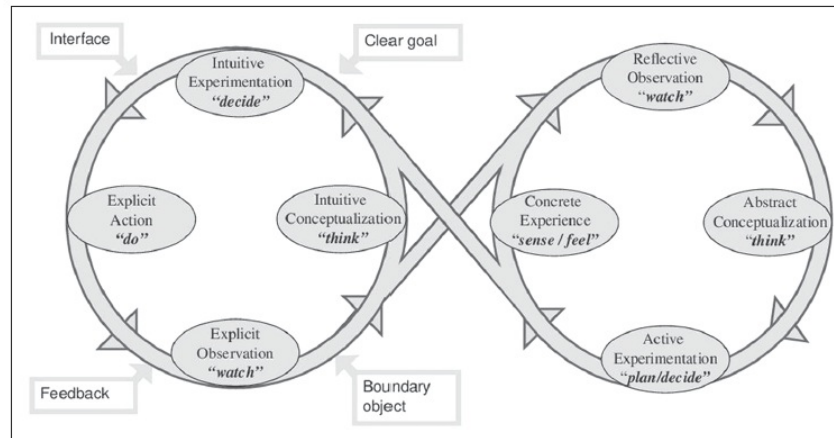 Interface
Clear goal
Intuitive
Experimentation
“decide”
Reflective
Observation
“watch”
Explicit
Action
“do”
Intuitive
Conceptualization
“think”
Concrete
Experience
“sense / feel”
Abstract
Conceptualization
“think”
Explicit
Observation
“watch”
Active
Experimentation
“plan/decide”
Feedback
Boundary
object